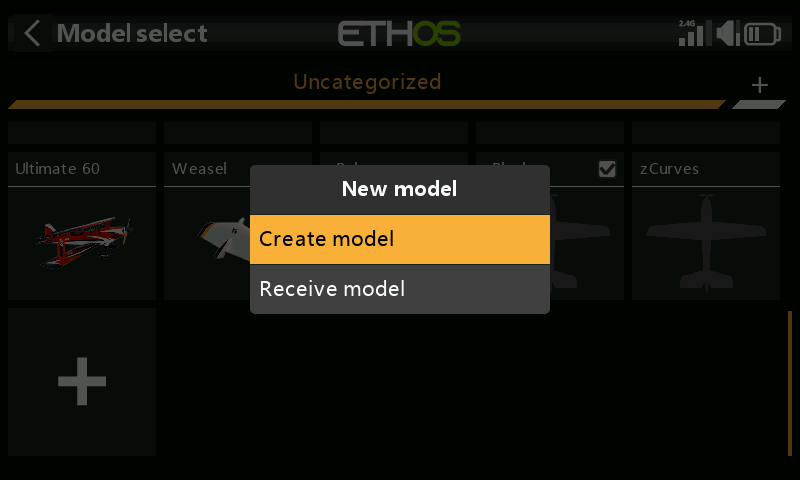 Model select
ETHOS
2.4G
Uncategorized
+
Ultimate 60
Weasel
zCurves
New model
Create model
Receive model